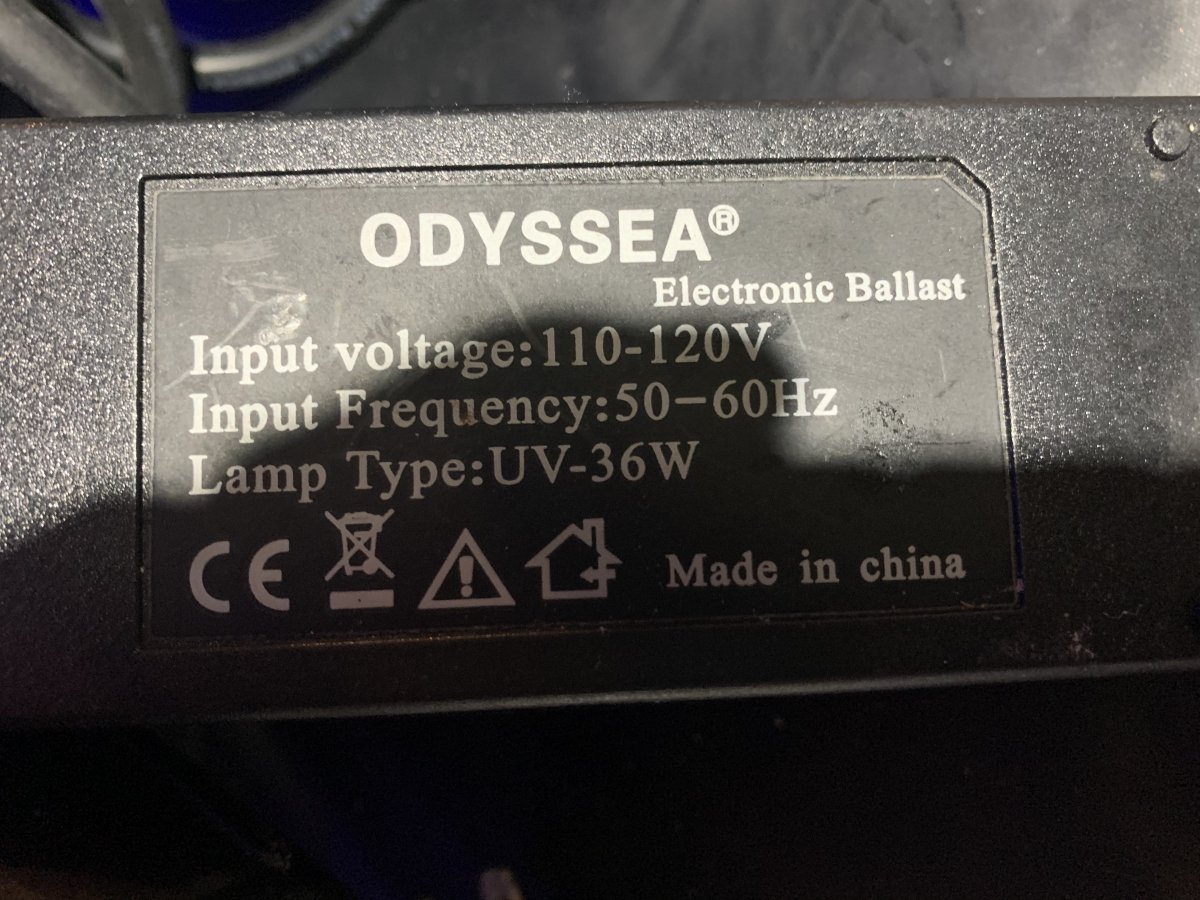 ODYSSEA®
Electronic Ballast
Input voltage:110-120V
Input Frequency:50-60Hz
Lamp Type:UV-36W
CE
Made in china